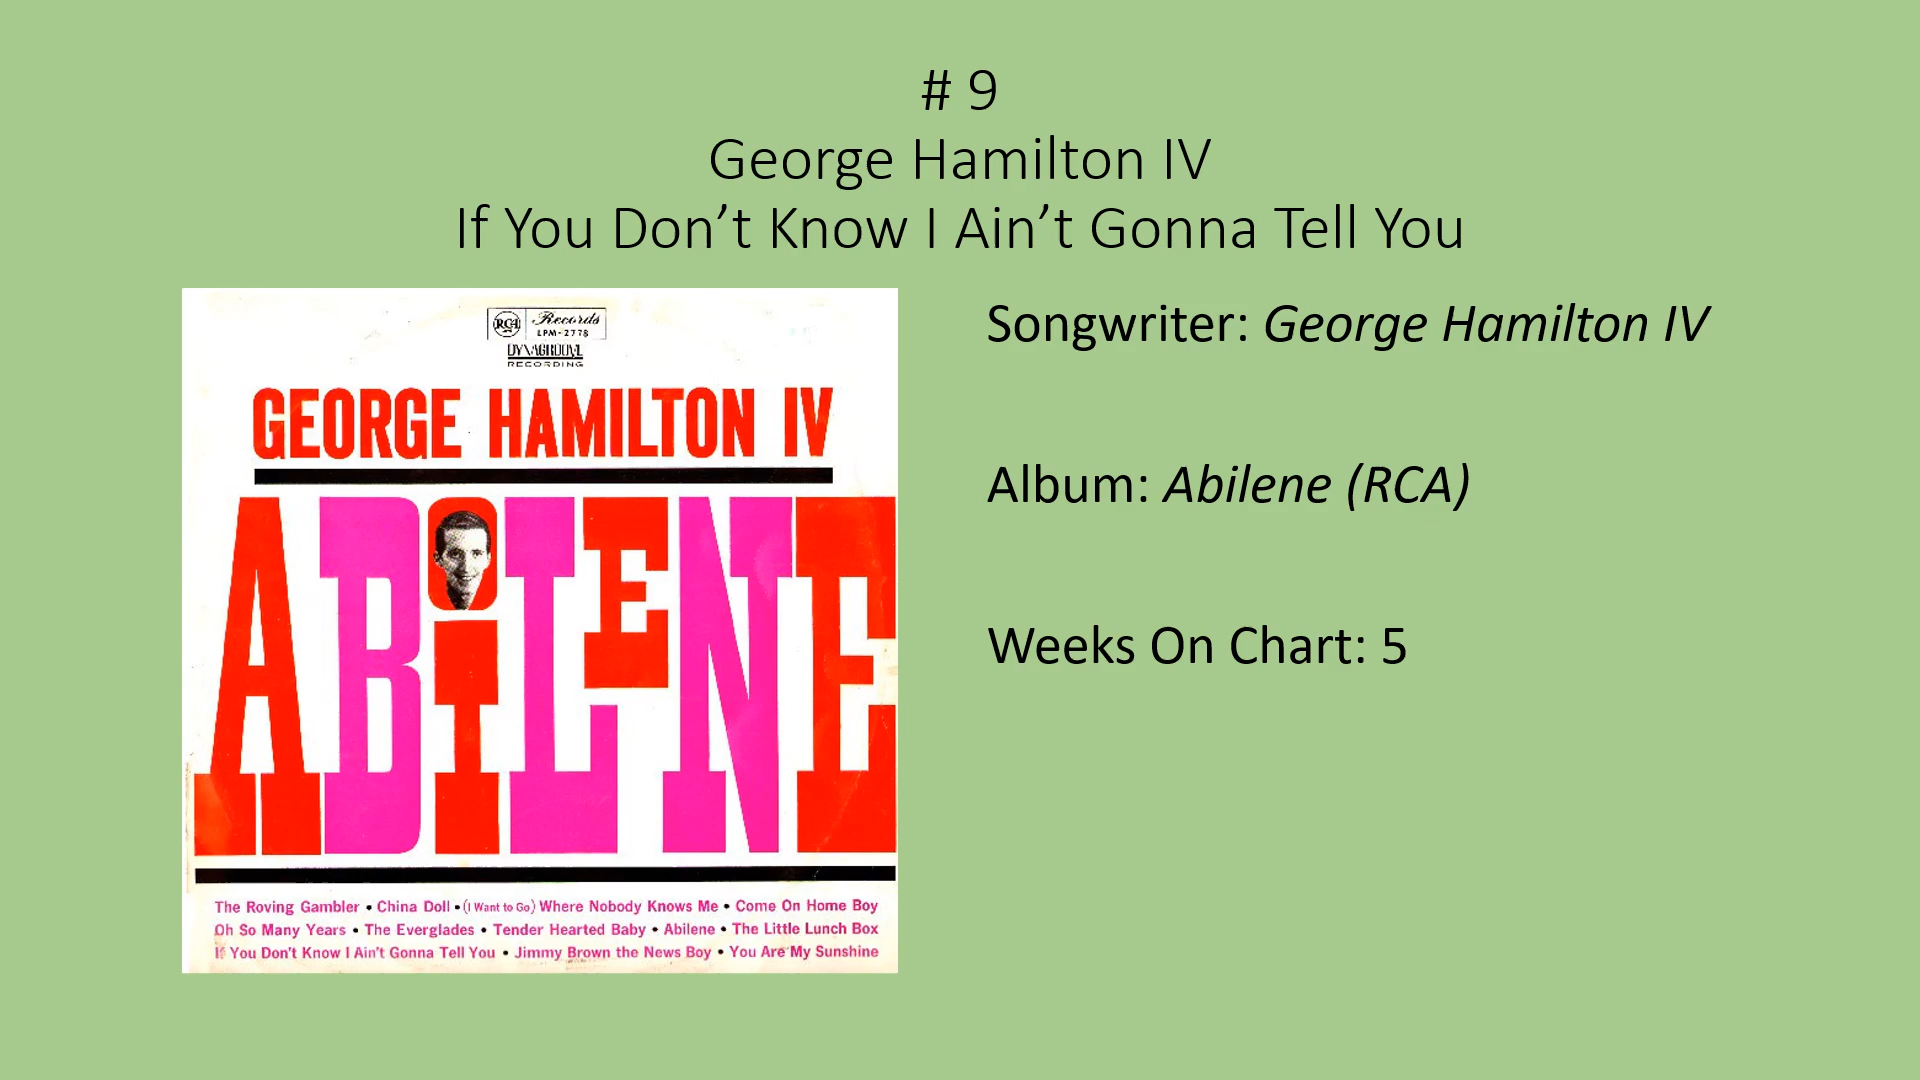 # 9
George Hamilton IV
If You Don’t Know I Ain’t Gonna Tell You
RCA Records
LPM-2778
DYNAGROOVE
RECORDING
GEORGE HAMILTON IV
ABiLENE
The Roving Gambler • China Doll • (I Want to Go) Where Nobody Knows Me • Come On Home Boy
Oh So Many Years • The Everglades • Tender Hearted Baby • Abilene • The Little Lunch Box
If You Don't Know I Ain't Gonna Tell You • Jimmy Brown the News Boy • You Are My Sunshine
Songwriter: George Hamilton IV
Album: Abilene (RCA)
Weeks On Chart: 5